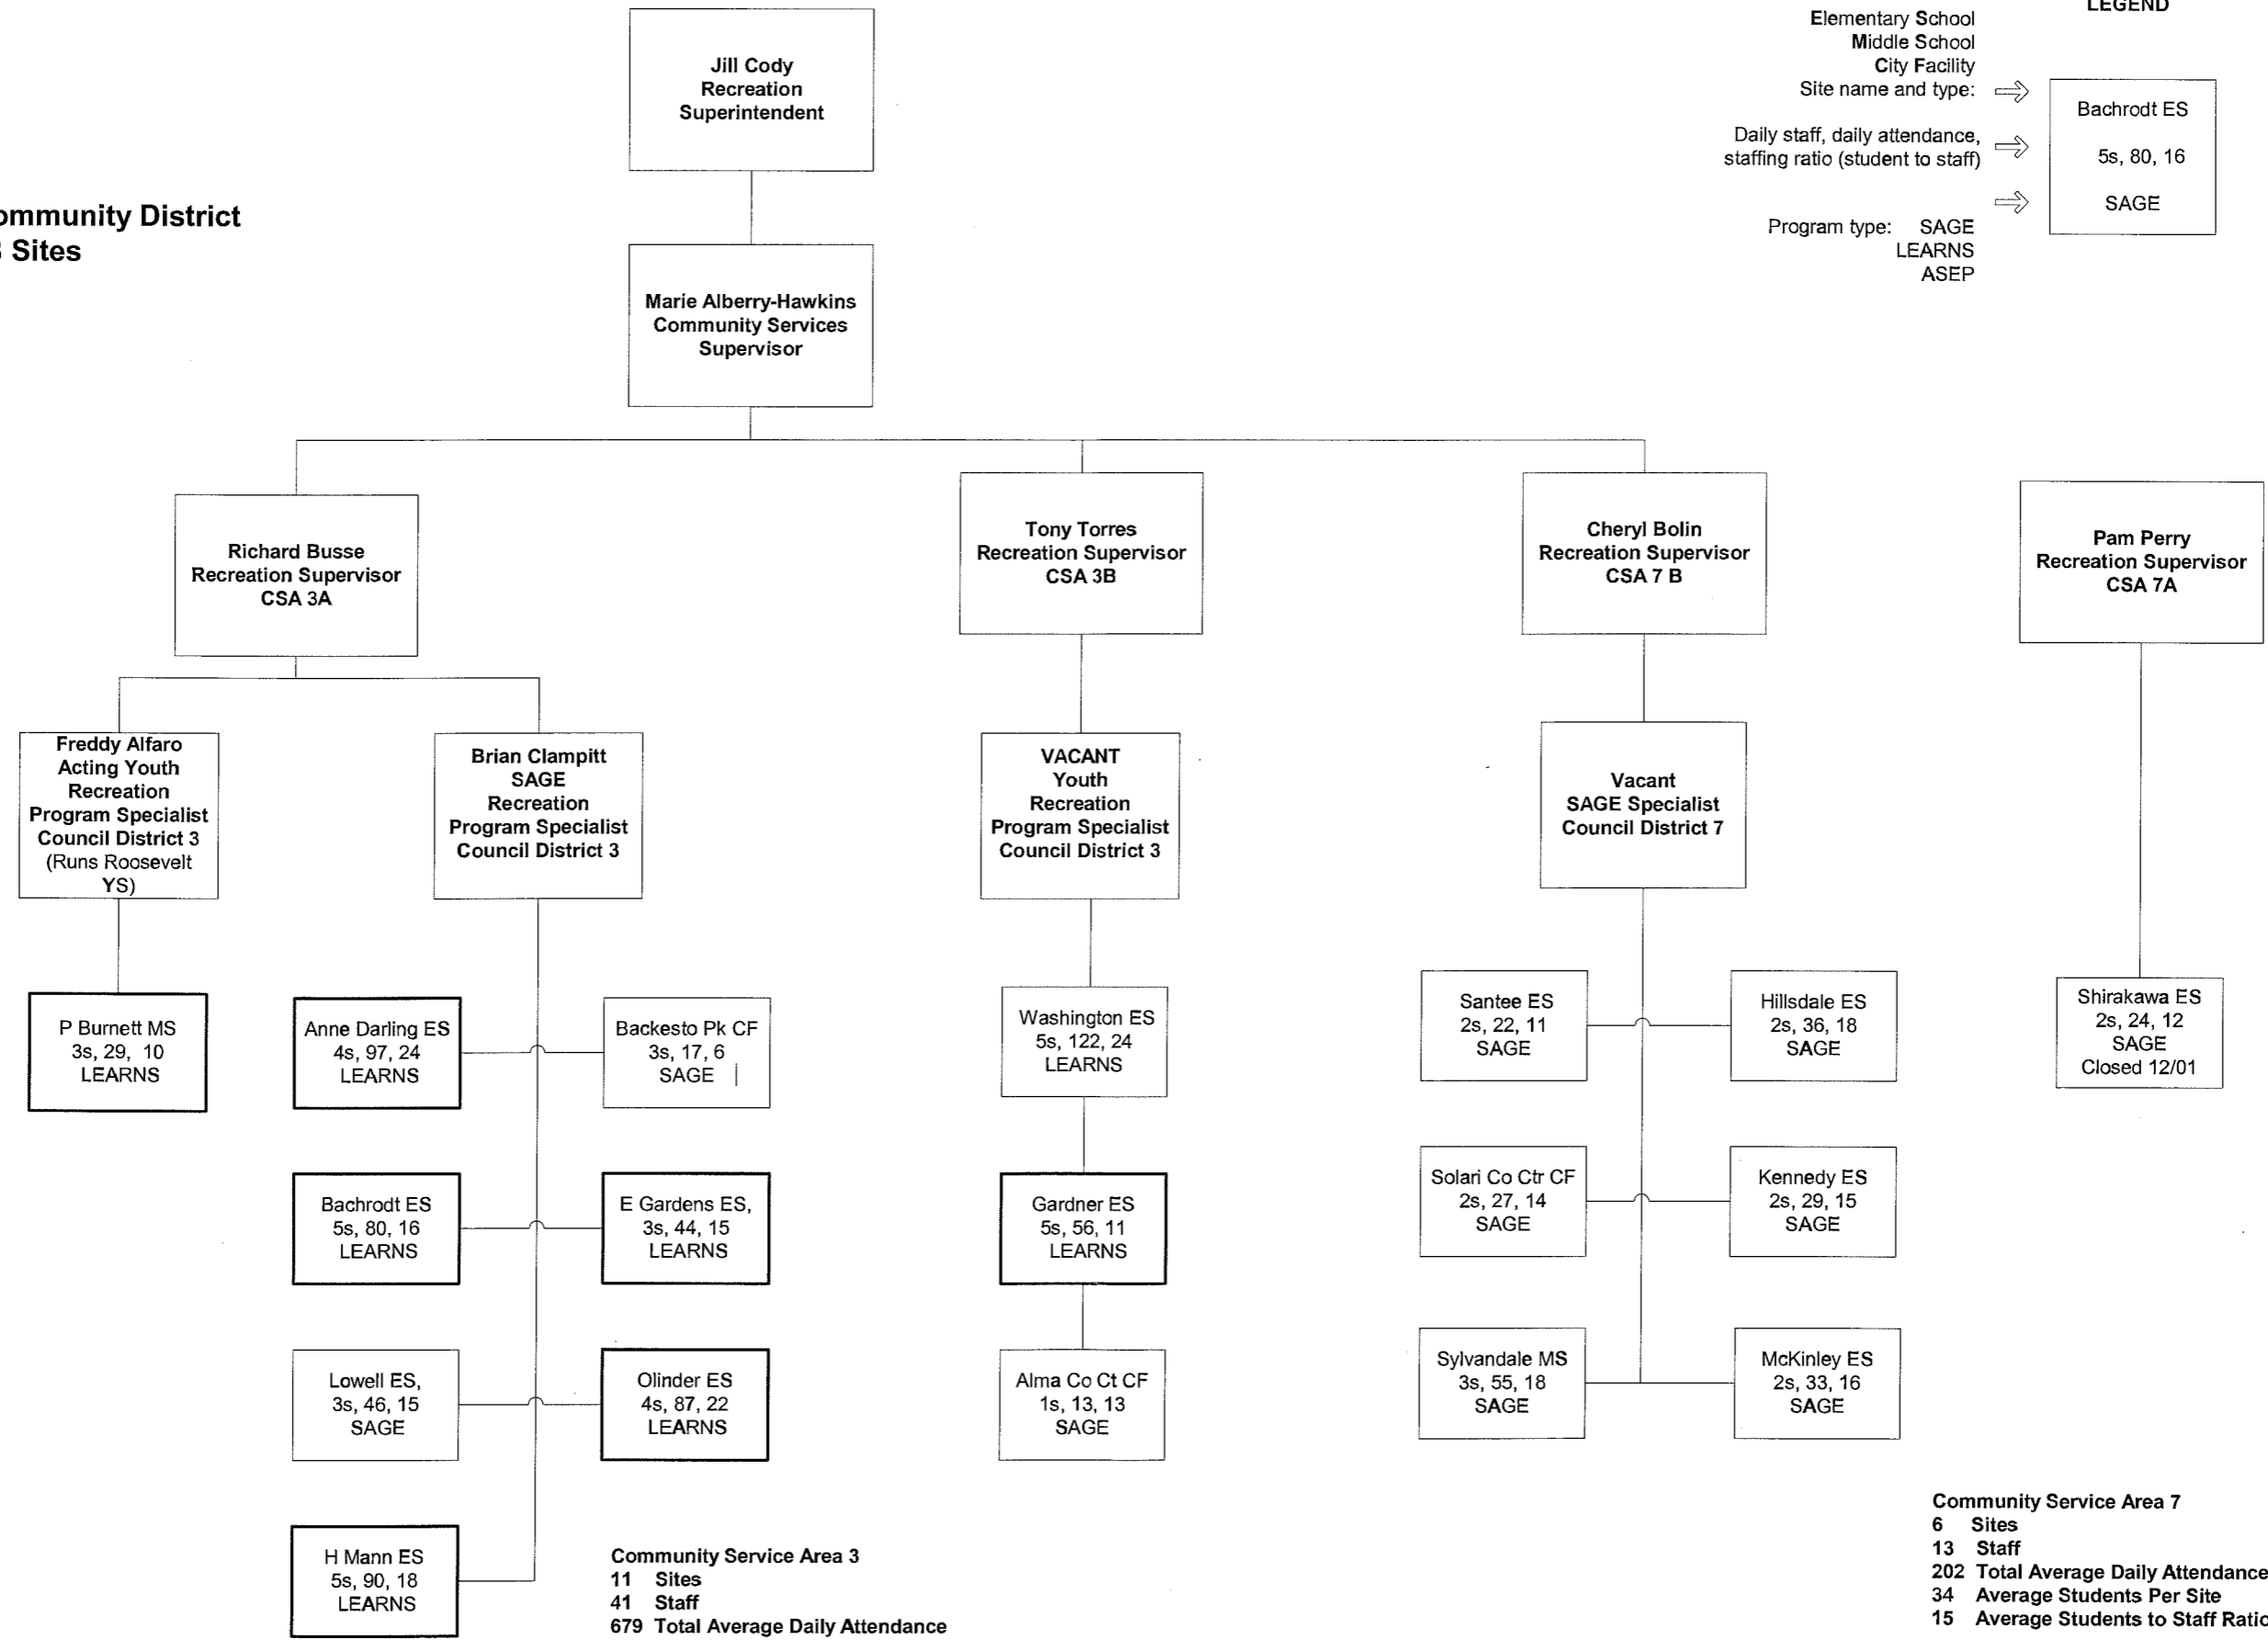 LEGEND
Elementary School
Middle School
City Facility
Site name and type:
Daily staff, daily attendance,
staffing ratio (student to staff)
Program type: SAGE
LEARNS
ASEP
Bachrodt ES
5s, 80, 16
SAGE
Jill Cody
Recreation
Superintendent
ommunity District
Sites
Marie Alberry-Hawkins
Community Services
Supervisor
Richard Busse
Recreation Supervisor
CSA 3A
Tony Torres
Recreation Supervisor
CSA 3B
Cheryl Bolin
Recreation Supervisor
CSA 7 B
Pam Perry
Recreation Supervisor
CSA 7A
Freddy Alfaro
Acting Youth
Recreation
Program Specialist
Council District 3
(Runs Roosevelt
YS)
Brian Clampitt
SAGE
Recreation
Program Specialist
Council District 3
VACANT
Youth
Recreation
Program Specialist
Council District 3
Vacant
SAGE Specialist
Council District 7
P Burnett MS
3s, 29, 10
LEARNS
Anne Darling ES
4s, 97, 24
LEARNS
Backesto Pk CF
3s, 17, 6
SAGE
Bachrodt ES
5s, 80, 16
LEARNS
E Gardens ES,
3s, 44, 15
LEARNS
Lowell ES,
3s, 46, 15
SAGE
Olinder ES
4s, 87, 22
LEARNS
H Mann ES
5s, 90, 18
LEARNS
Washington ES
5s, 122, 24
LEARNS
Gardner ES
5s, 56, 11
LEARNS
Alma Co Ct CF
1s, 13, 13
SAGE
Santee ES
2s, 22, 11
SAGE
Hillsdale ES
2s, 36, 18
SAGE
Solari Co Ctr CF
2s, 27, 14
SAGE
Kennedy ES
2s, 29, 15
SAGE
Sylvandale MS
3s, 55, 18
SAGE
McKinley ES
2s, 33, 16
SAGE
Shirakawa ES
2s, 24, 12
SAGE
Closed 12/01
Community Service Area 3
11 Sites
41 Staff
679 Total Average Daily Attendance
Community Service Area 7
6 Sites
13 Staff
202 Total Average Daily Attendance
34 Average Students Per Site
15 Average Students to Staff Ratio